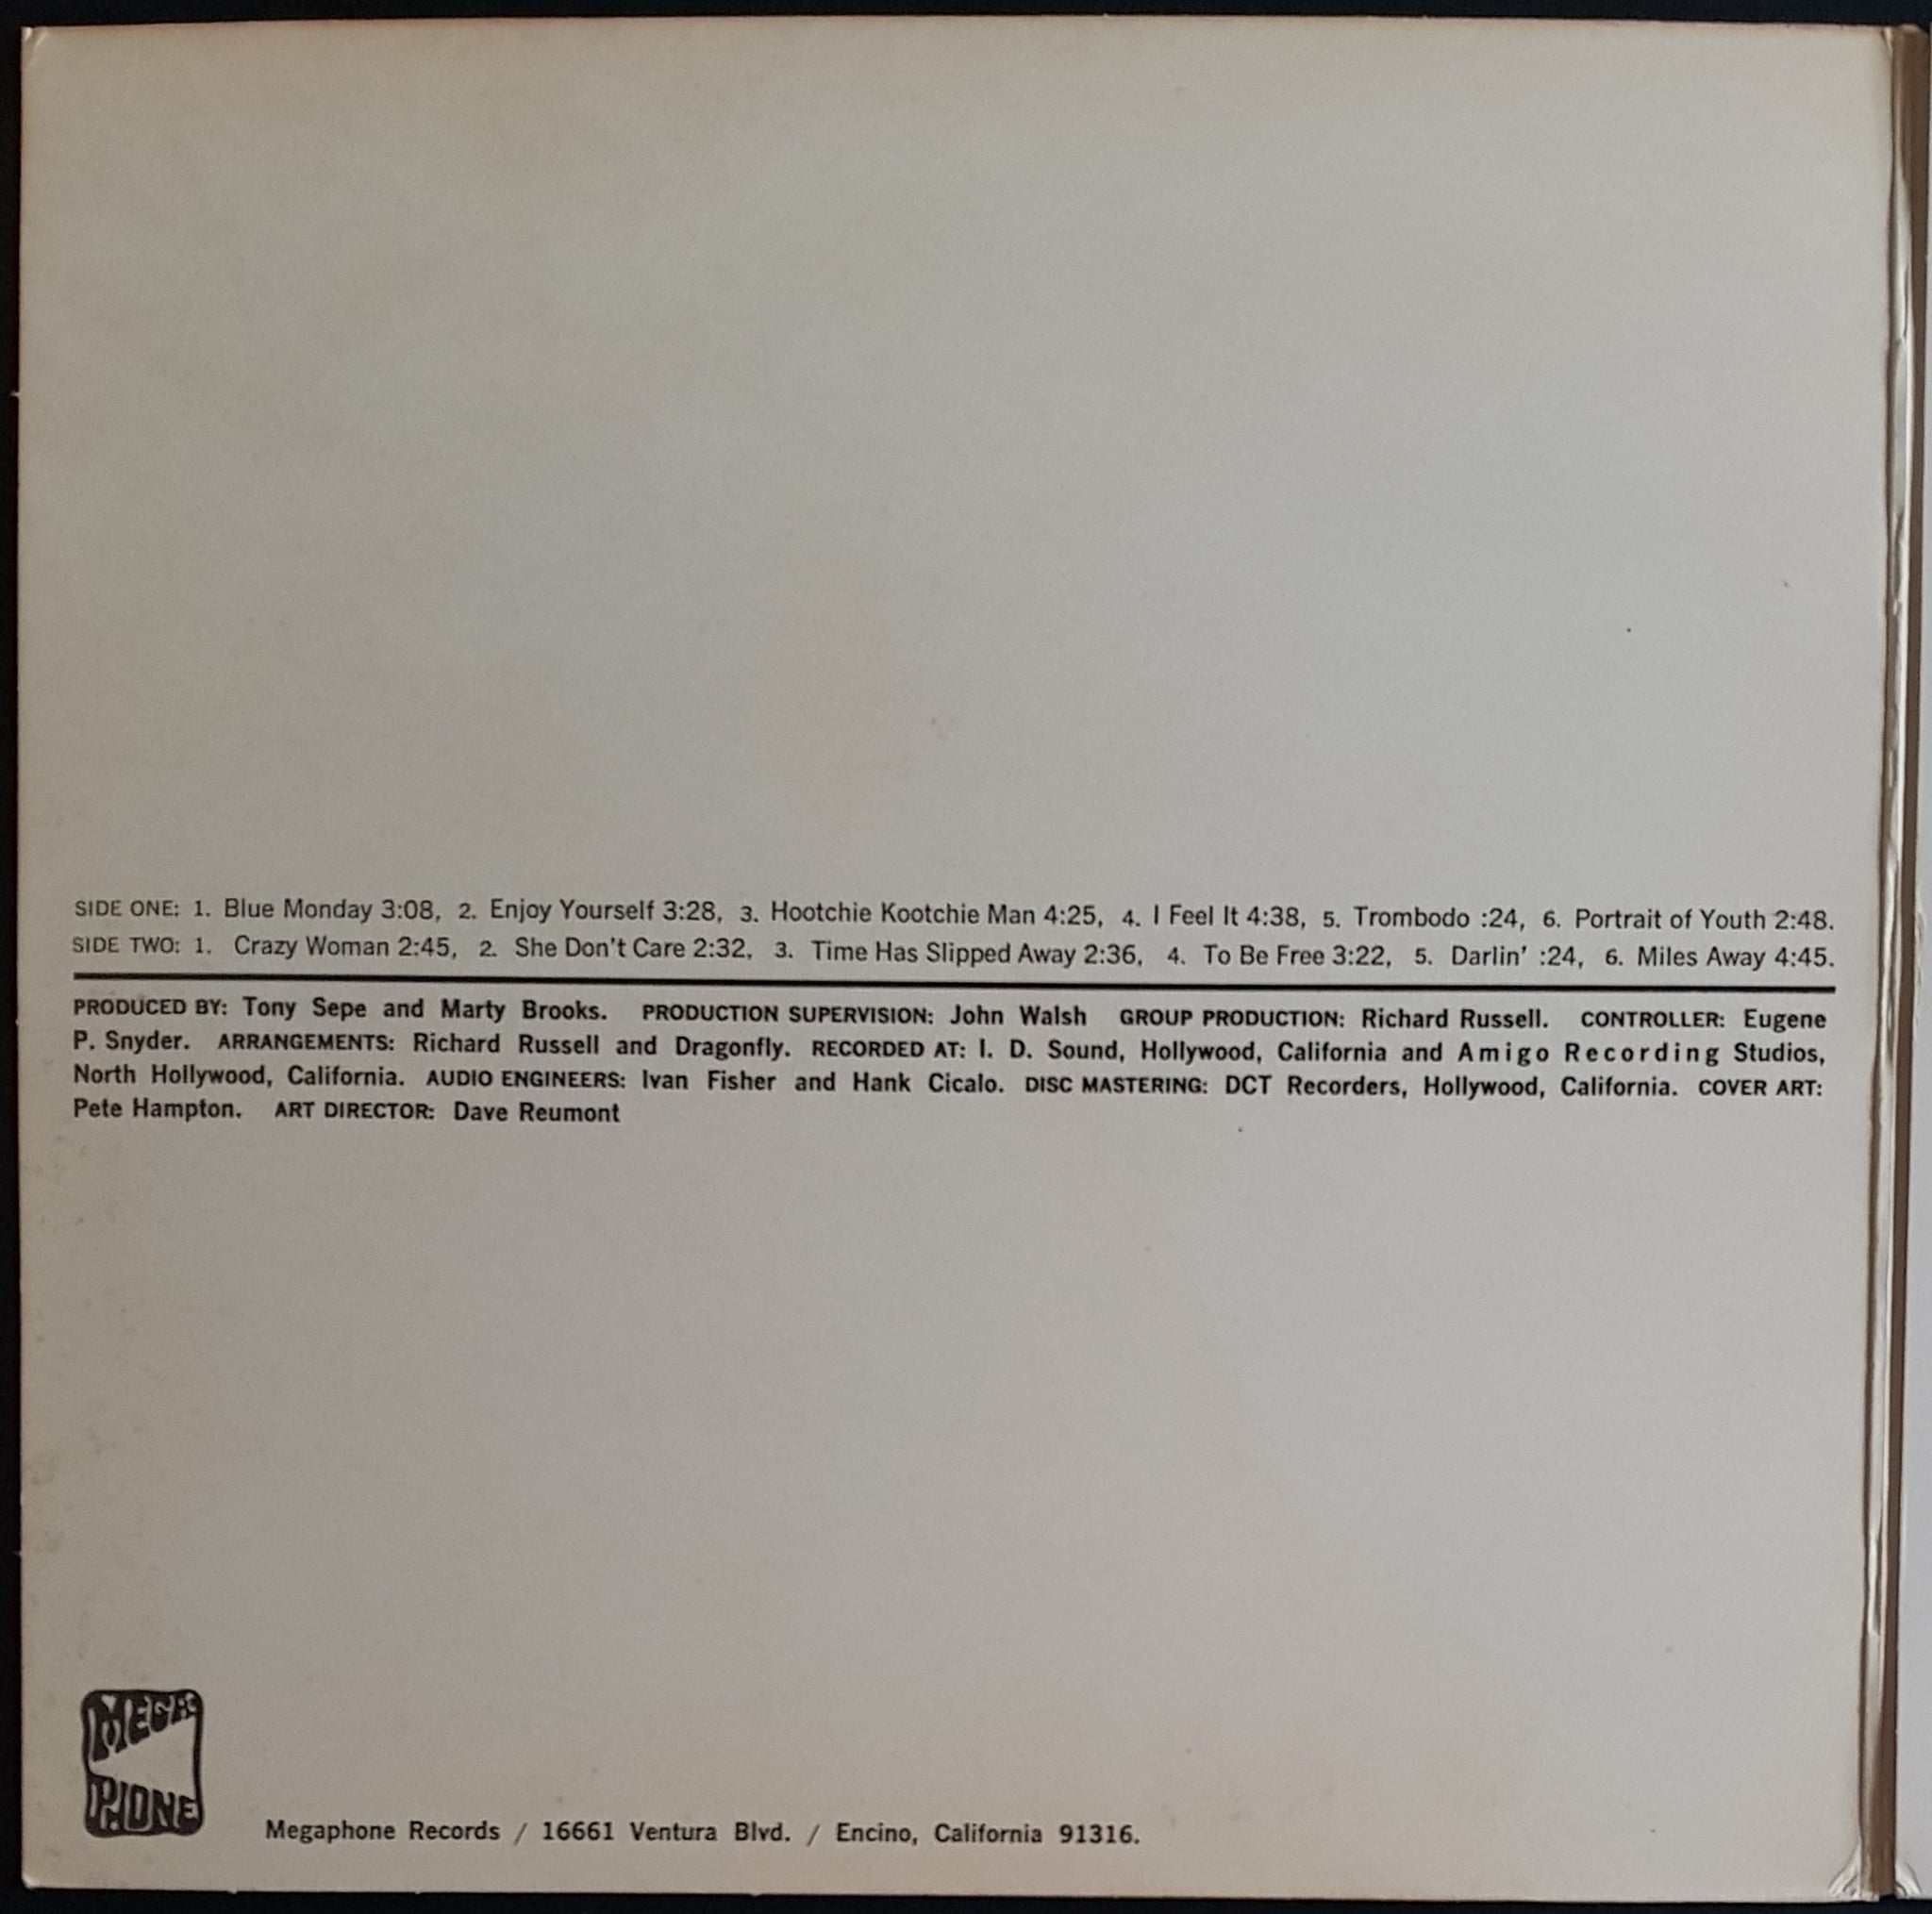 SIDE ONE: 1. Blue Monday 3:08, 2. Enjoy Yourself 3:28, 3. Hootchie Kootchie Man 4:25, 4. I Feel It 4:38, 5. Trombodo :24, 6. Portrait of Youth 2:48.
SIDE TWO: 1. Crazy Woman 2:45, 2. She Don't Care 2:32, 3. Time Has Slipped Away 2:36, 4. To Be Free 3:22, 5. Darlin' :24, 6. Miles Away 4:45.
PRODUCED BY: Tony Sepe and Marty Brooks. PRODUCTION SUPERVISION: John Walsh GROUP PRODUCTION: Richard Russell. CONTROLLER: Eugene
P. Snyder. ARRANGEMENTS: Richard Russell and Dragonfly. RECORDED AT: I. D. Sound, Hollywood, California and Amigo Recording Studios,
North Hollywood, California. AUDIO ENGINEERS: Ivan Fisher and Hank Cicalo. DISC MASTERING: DCT Recorders, Hollywood, California. COVER ART:
Pete Hampton. ART DIRECTOR: Dave Reumont
MEGA
PHONE
Megaphone Records / 16661 Ventura Blvd. / Encino, California 91316.